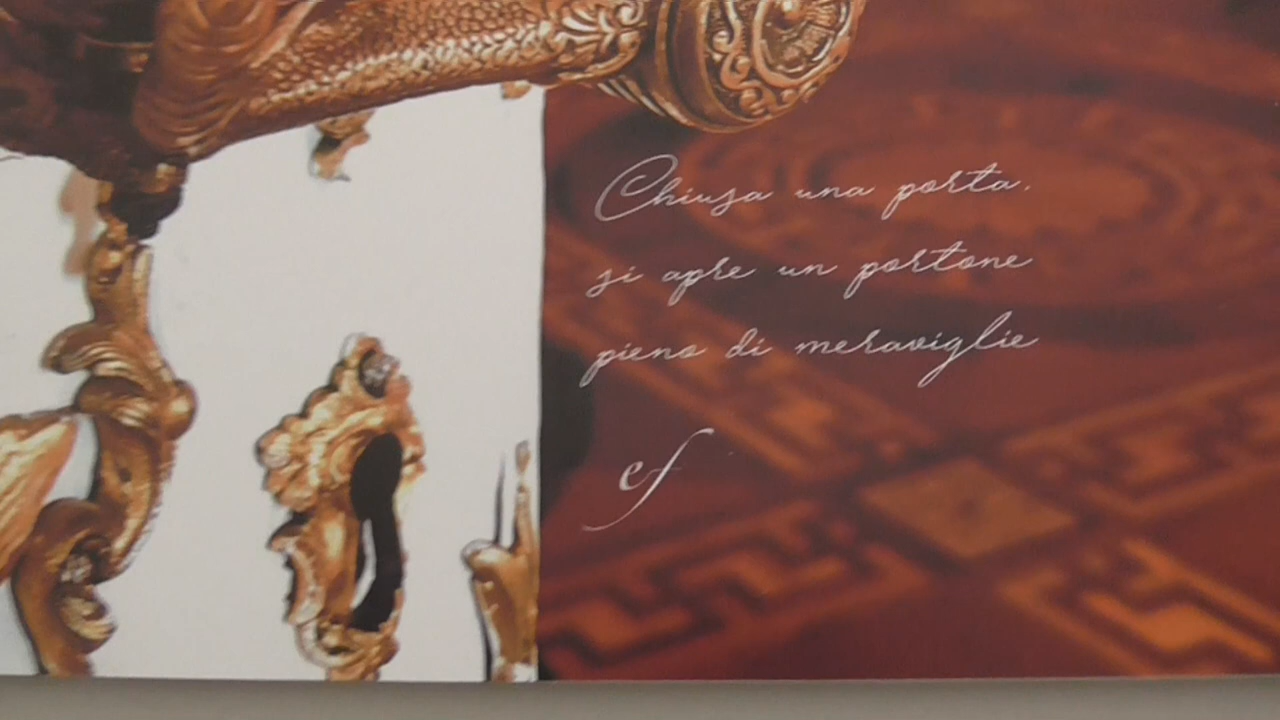 Chiusa una porta,
si apre un portone
pieno di meraviglie
ef